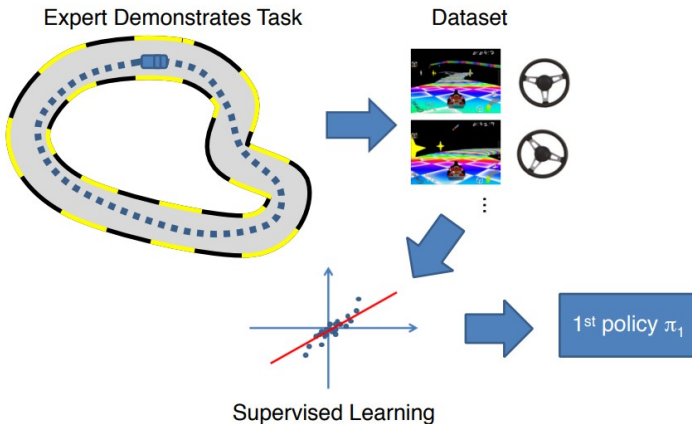 Expert Demonstrates Task
Dataset
...
1st policy π1
Supervised Learning